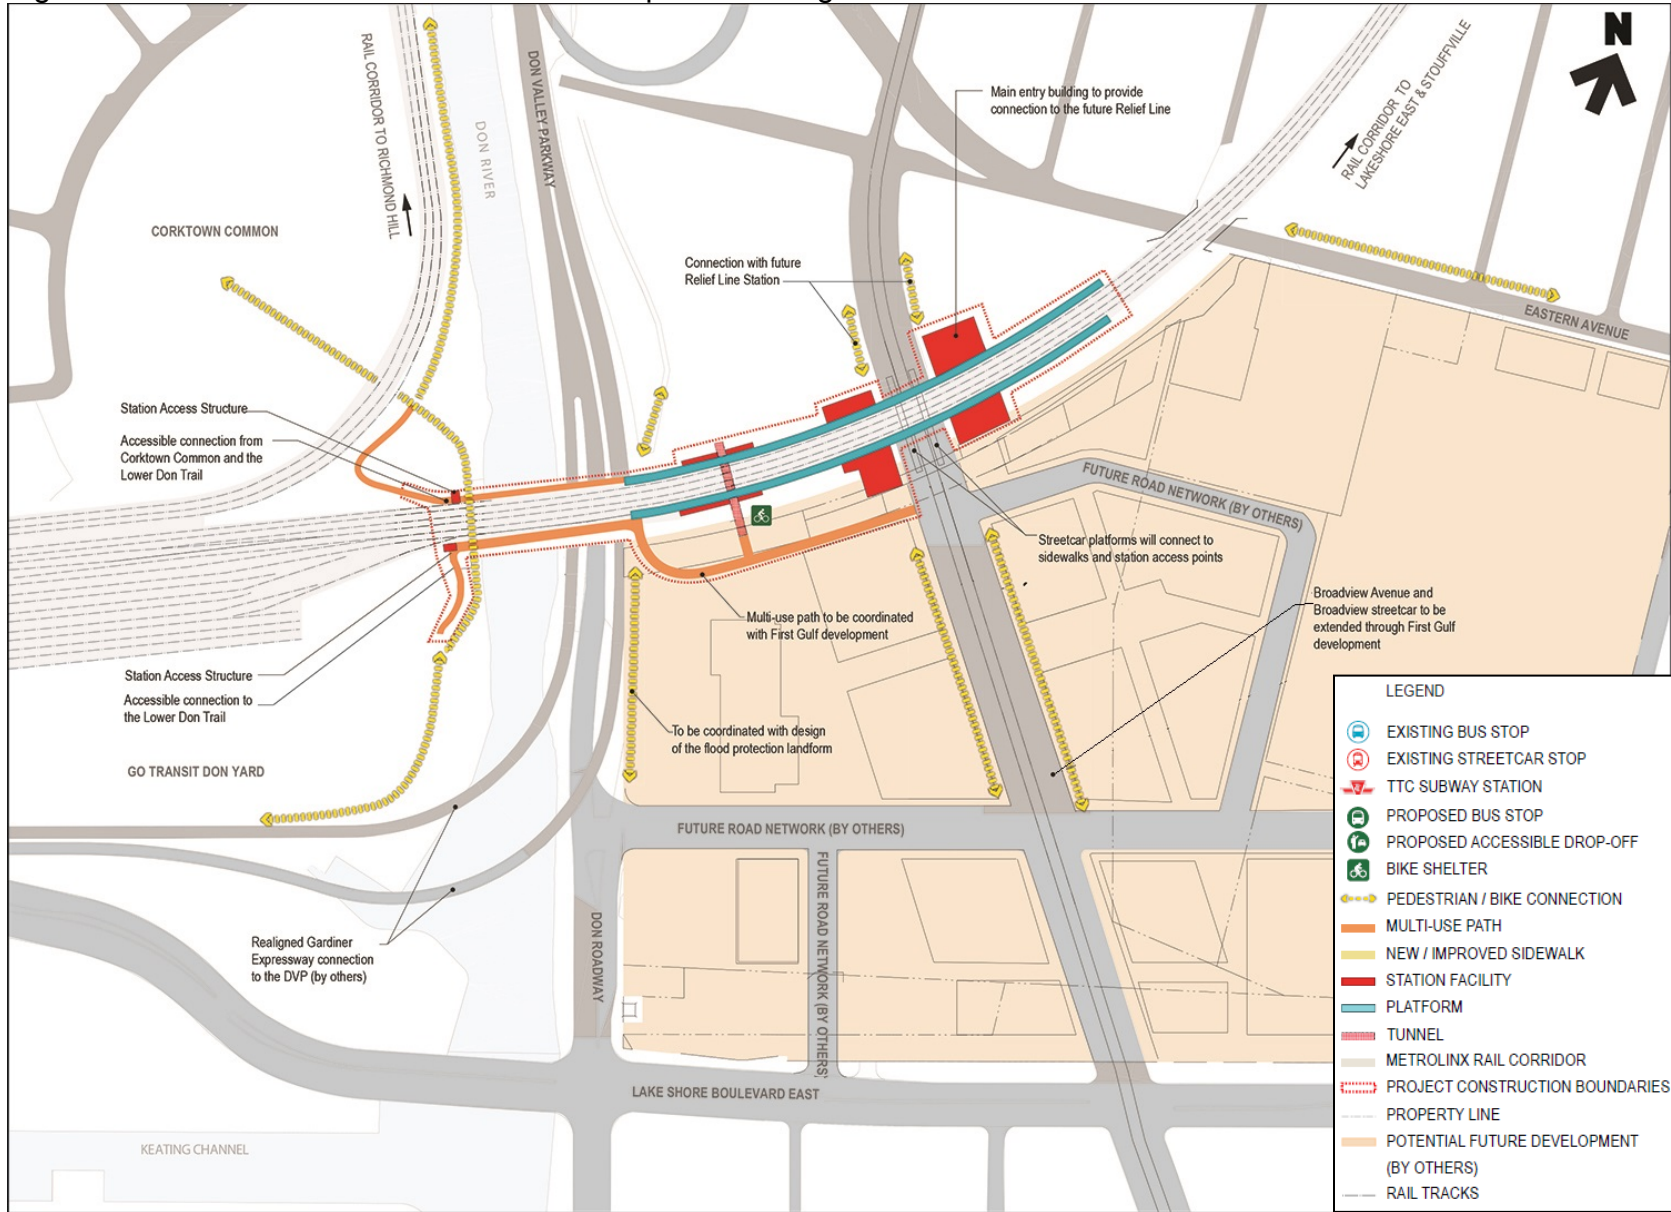 N
RAIL CORRIDOR TO RICHMOND HILL
DON RIVER
DON VALLEY PARKWAY
Main entry building to provide
connection to the future Relief Line
RAIL CORRIDOR TO
LAKESHORE EAST & STOUFFVILLE
CORKTOWN COMMON
Connection with future
Relief Line Station
EASTERN AVENUE
Station Access Structure
Accessible connection from
Corktown Common and the
Lower Don Trail
FUTURE ROAD NETWORK (BY OTHERS)
Streetcar platforms will connect to
sidewalks and station access points
Broadview Avenue and
Broadview streetcar to be
extended through First Gulf
development
Multi-use path to be coordinated
with First Gulf development
Station Access Structure
Accessible connection to
the Lower Don Trail
To be coordinated with design
of the flood protection landform
GO TRANSIT DON YARD
FUTURE ROAD NETWORK (BY OTHERS)
FUTURE ROAD NETWORK (BY OTHERS)
DON ROADWAY
Realigned Gardiner
Expressway connection
to the DVP (by others)
LAKE SHORE BOULEVARD EAST
KEATING CHANNEL
LEGEND
EXISTING BUS STOP
EXISTING STREETCAR STOP
TTC SUBWAY STATION
PROPOSED BUS STOP
PROPOSED ACCESSIBLE DROP-OFF
BIKE SHELTER
PEDESTRIAN / BIKE CONNECTION
MULTI-USE PATH
NEW / IMPROVED SIDEWALK
STATION FACILITY
PLATFORM
TUNNEL
METROLINX RAIL CORRIDOR
PROJECT CONSTRUCTION BOUNDARIES
PROPERTY LINE
POTENTIAL FUTURE DEVELOPMENT
(BY OTHERS)
RAIL TRACKS